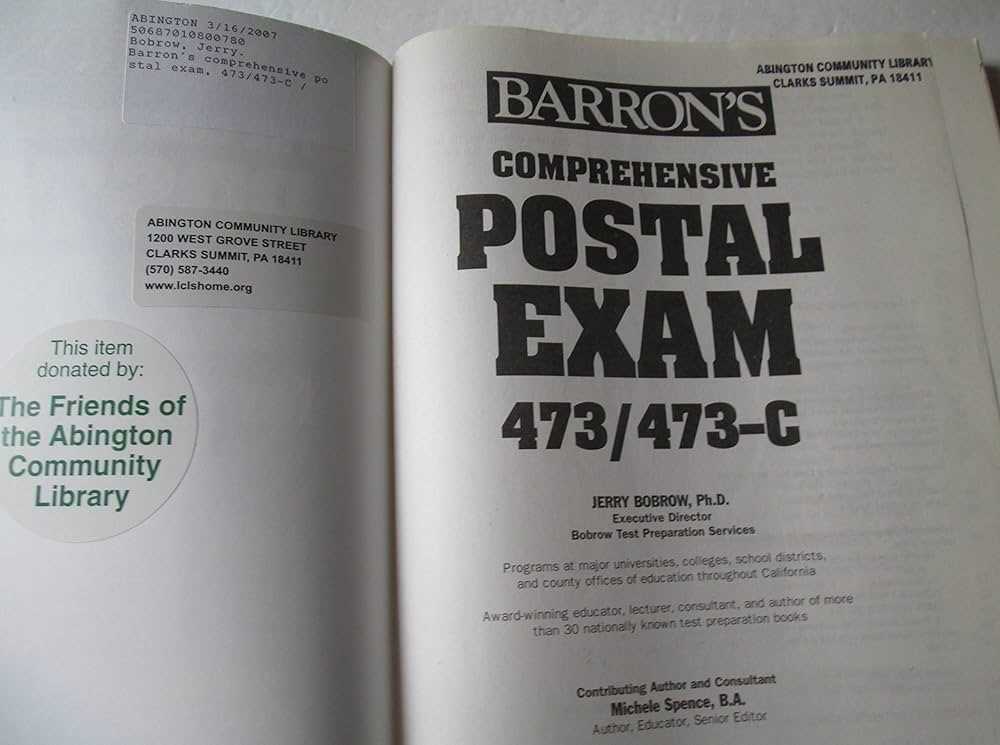 ABINGTON 3/16/2007
50687010800780
Bobrow, Jerry.
Barron's comprehensive po
stal exam, 473/473-C /
ABINGTON COMMUNITY LIBRARY
1200 WEST GROVE STREET
CLARKS SUMMIT, PA 18411
(570) 587-3440
www.lclshome.org
This item
donated by:
The Friends of
the Abington
Community
Library
ABINGTON COMMUNITY LIBRARY
CLARKS SUMMIT, PA 18411
BARRON'S
COMPREHENSIVE
POSTAL
EXAM
473/473-C
JERRY BOBROW, Ph.D.
Executive Director
Bobrow Test Preparation Services
Programs at major universities, colleges, school districts,
and county offices of education throughout California
Award-winning educator, lecturer, consultant, and author of more
than 30 nationally known test preparation books
Contributing Author and Consultant
Michele Spence, B.A.
Author, Educator, Senior Editor